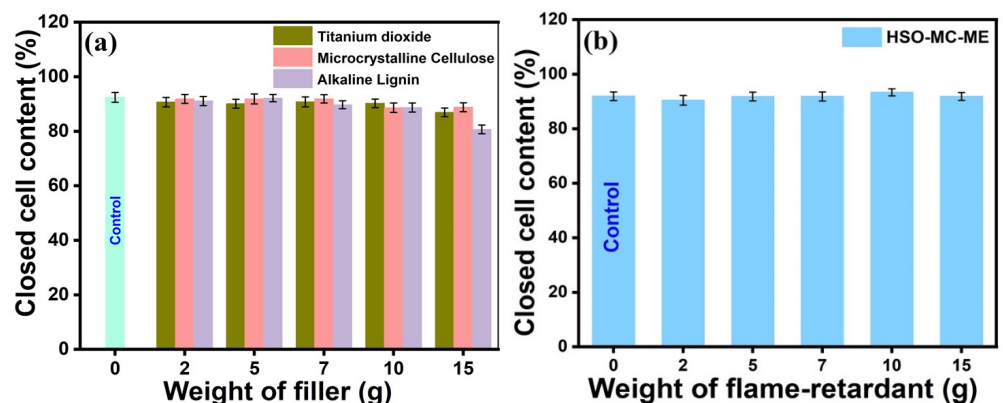 (a)
Titanium dioxide
Microcrystalline Cellulose
Alkaline Lignin
Closed cell content (%)
120
100
80
60
40
20
0
Control
0 2 5 7 10 15
Weight of filler (g)
(b)
HSO-MC-ME
Closed cell content (%)
120
100
80
60
40
20
0
Control
0 2 5 7 10 15
Weight of flame-retardant (g)